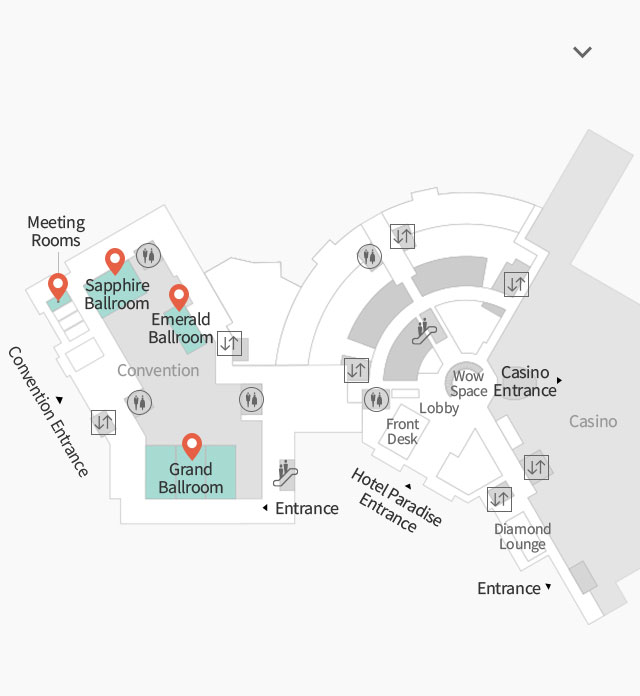 Meeting
Rooms
Sapphire
Ballroom
Emerald
Ballroom
Convention
Convention Entrance
Grand
Ballroom
Entrance
Wow
Space
Lobby
Front
Desk
Casino
Entrance
Casino
Hotel Paradise
Entrance
Diamond
Lounge
Entrance